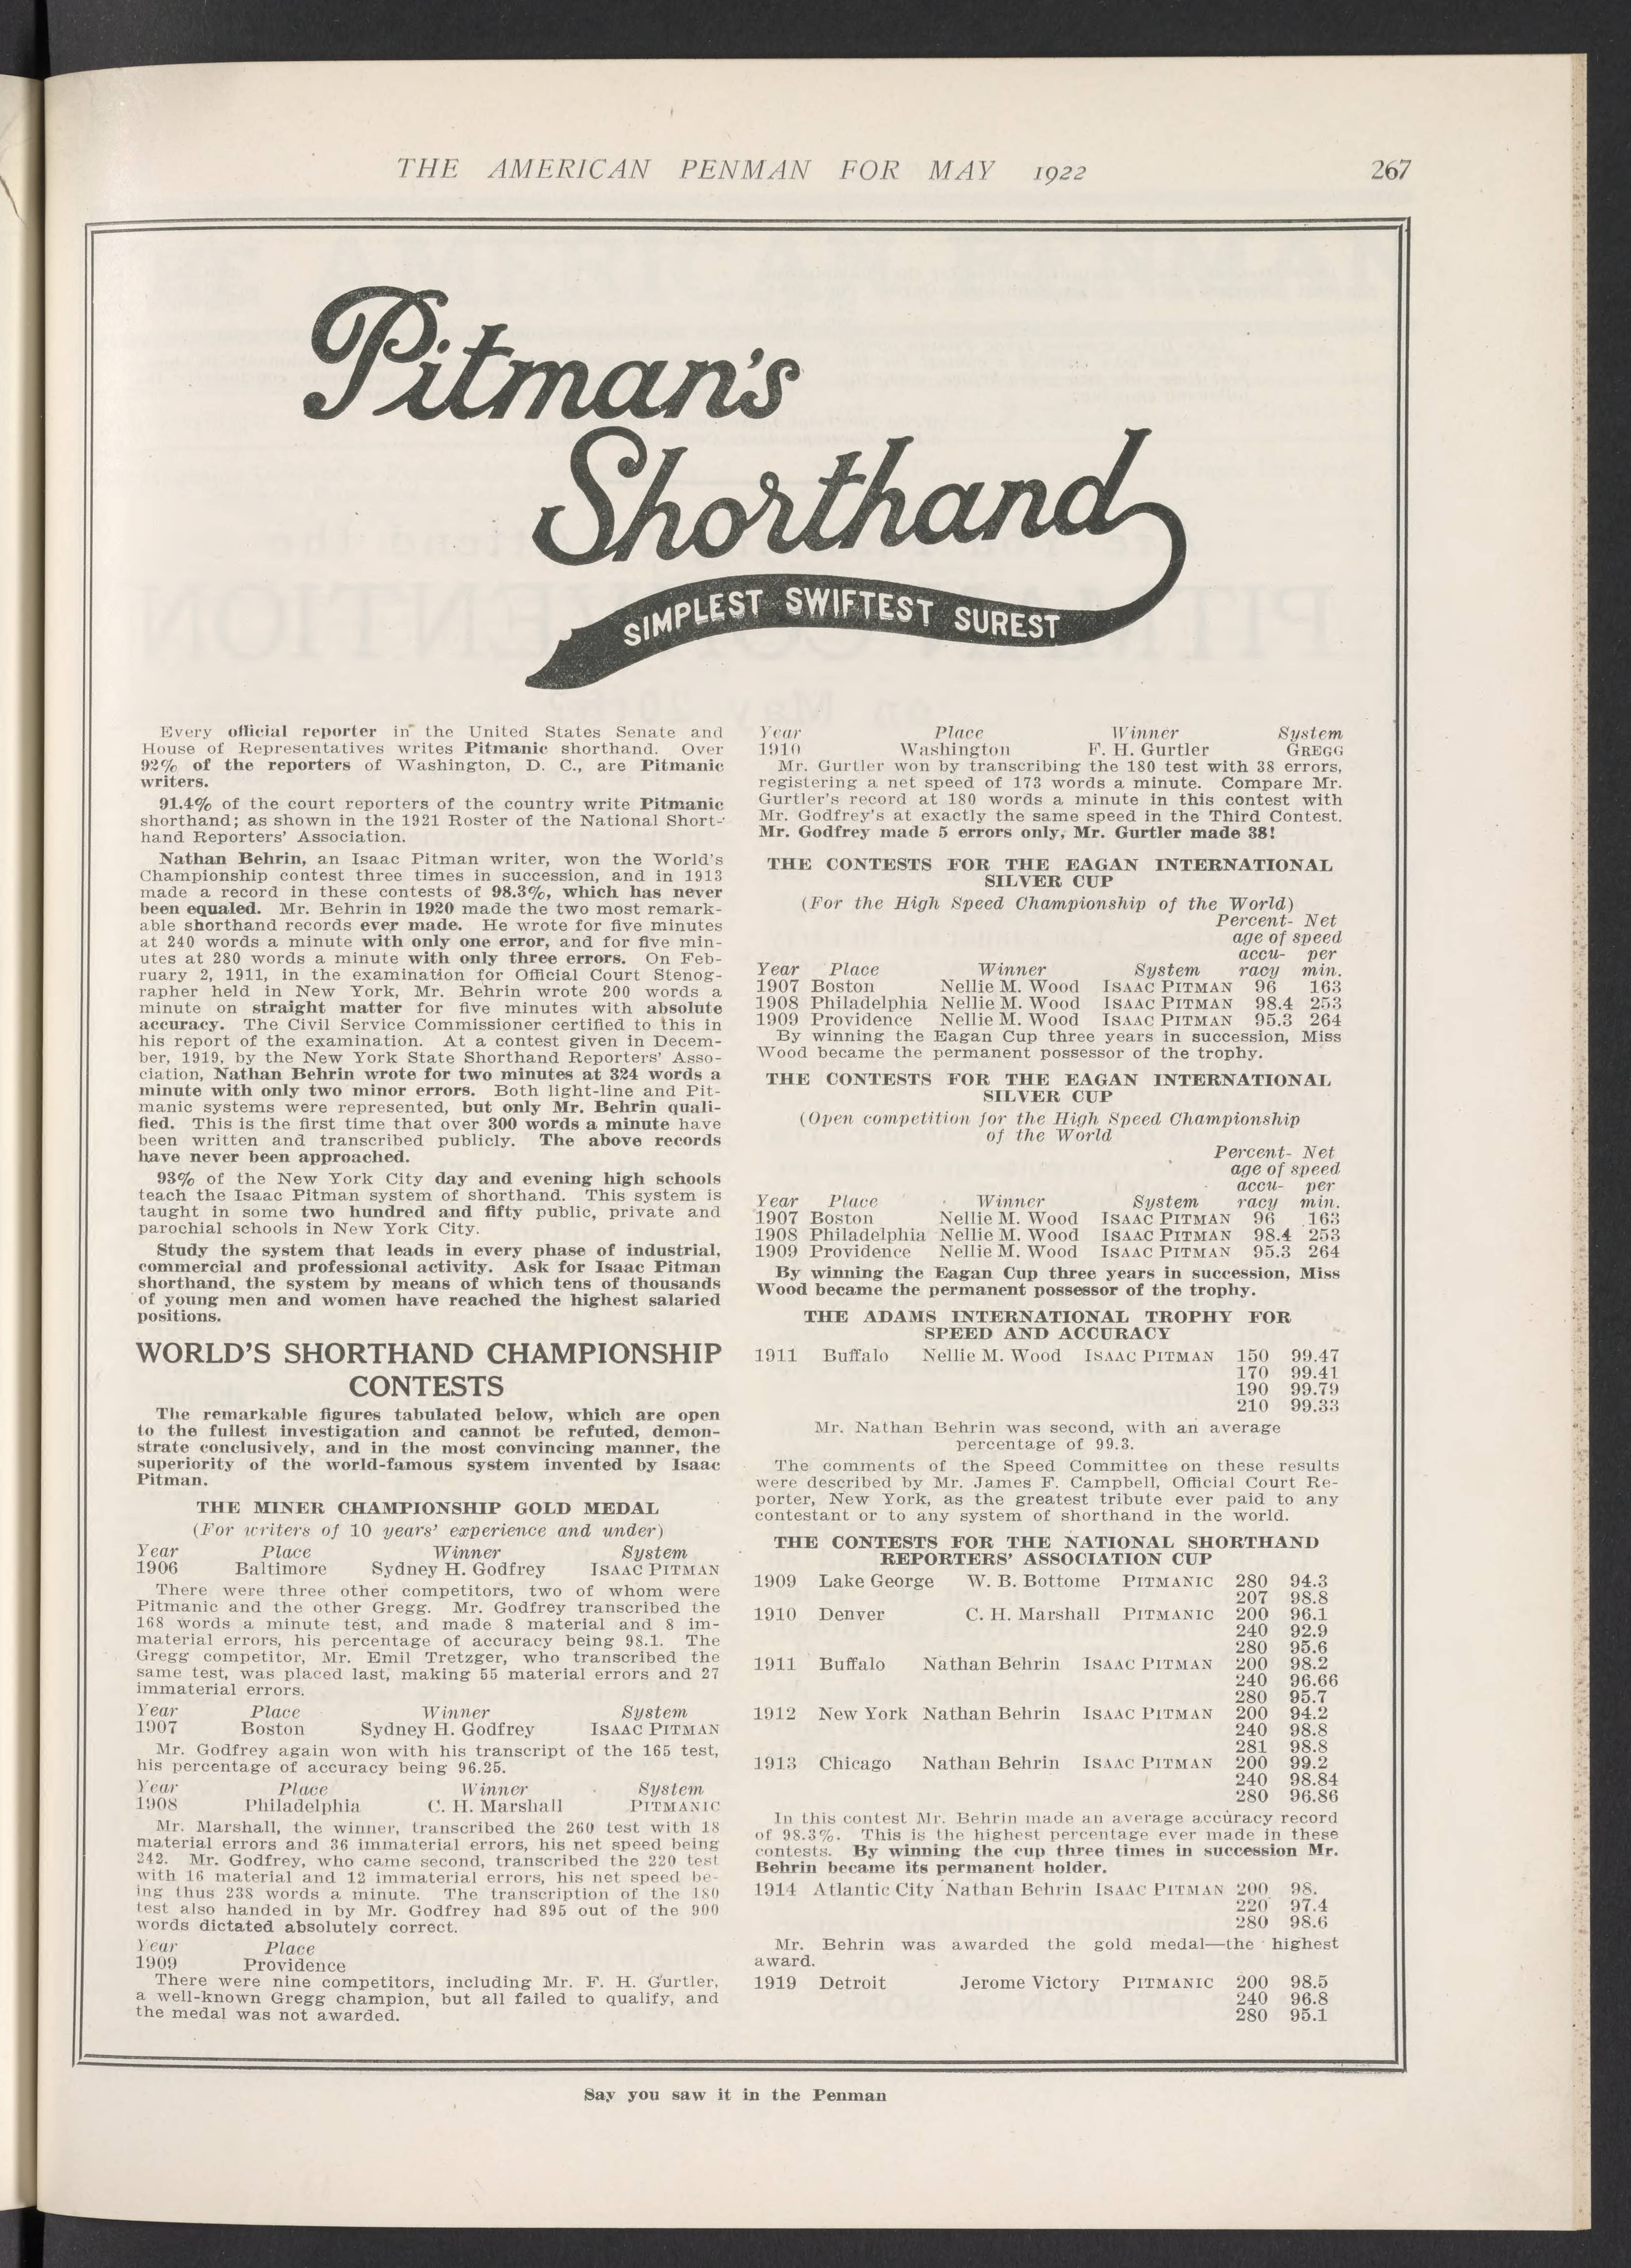 THE AMERICAN PENMAN FOR MAY 1922
267
Pitman's
Shorthand
SIMPLEST SWIFTEST SUREST
Every official reporter in the United States Senate and
House of Representatives writes Pitmanic shorthand. Over
92% of the reporters of Washington, D. C., are Pitmanic
writers.
91.4% of the court reporters of the country write Pitmanic
shorthand; as shown in the 1921 Roster of the National Short-
hand Reporters' Association.
Nathan Behrin, an Isaac Pitman writer, won the World's
Championship contest three times in succession, and in 1913
made a record in these contests of 98.3%, which has never
been equaled. Mr. Behrin in 1920 made the two most remark-
able shorthand records ever made. He wrote for five minutes
at 240 words a minute with only one error, and for five min-
utes at 280 words a minute with only three errors. On Feb-
ruary 2, 1911, in the examination for Official Court Stenog-
rapher held in New York, Mr. Behrin wrote 200 words a
minute on straight matter for five minutes with absolute
accuracy. The Civil Service Commissioner certified to this in
his report of the examination. At a contest given in Decem-
ber, 1919, by the New York State Shorthand Reporters' Asso-
ciation, Nathan Behrin wrote for two minutes at 324 words a
minute with only two minor errors. Both light-line and Pit-
manic systems were represented, but only Mr. Behrin quali-
fied. This is the first time that over 300 words a minute have
been written and transcribed publicly. The above records
have never been approached.
93% of the New York City day and evening high schools
teach the Isaac Pitman system of shorthand. This system is
taught in some two hundred and fifty public, private and
parochial schools in New York City.
Study the system that leads in every phase of industrial,
commercial and professional activity. Ask for Isaac Pitman
shorthand, the system by means of which tens of thousands
of young men and women have reached the highest salaried
positions.
WORLD'S SHORTHAND CHAMPIONSHIP
CONTESTS
The remarkable figures tabulated below, which are open
to the fullest investigation and cannot be refuted, demon-
strate conclusively, and in the most convincing manner, the
superiority of the world-famous system invented by Isaac
Pitman.
THE MINER CHAMPIONSHIP GOLD MEDAL
(For writers of 10 years' experience and under)
Year Place Winner System
1906 Baltimore Sydney H. Godfrey ISAAC PITMAN
There were three other competitors, two of whom were
Pitmanic and the other Gregg. Mr. Godfrey transcribed the
168 words a minute test, and made 8 material and 8 im-
material errors, his percentage of accuracy being 98.1. The
Gregg competitor, Mr. Emil Tretzger, who transcribed the
same test, was placed last, making 55 material errors and 27
immaterial errors.
Year Place Winner System
1907 Boston Sydney H. Godfrey ISAAC PITMAN
Mr. Godfrey again won with his transcript of the 165 test,
his percentage of accuracy being 96.25.
Year Place Winner System
1908 Philadelphia C. H. Marshall PITMANIC
Mr. Marshall, the winner, transcribed the 260 test with 18
material errors and 36 immaterial errors, his net speed being
242. Mr. Godfrey, who came second, transcribed the 220 test
with 16 material and 12 immaterial errors, his net speed be-
ing thus 238 words a minute. The transcription of the 180
test also handed in by Mr. Godfrey had 895 out of the 900
words dictated absolutely correct.
Year Place
1909 Providence
There were nine competitors, including Mr. F. H. Gurtler,
a well-known Gregg champion, but all failed to qualify, and
the medal was not awarded.
Year Place Winner System
1910 Washington F. H. Gurtler GREGG
Mr. Gurtler won by transcribing the 180 test with 38 errors,
registering a net speed of 173 words a minute. Compare Mr.
Gurtler's record at 180 words a minute in this contest with
Mr. Godfrey's at exactly the same speed in the Third Contest.
Mr. Godfrey made 5 errors only, Mr. Gurtler made 38!
THE CONTESTS FOR THE EAGAN INTERNATIONAL
SILVER CUP
(For the High Speed Championship of the World)
Percent- Net
age of speed
accu- per
Year Place Winner System racy min.
1907 Boston Nellie M. Wood ISAAC PITMAN 96 163
1908 Philadelphia Nellie M. Wood ISAAC PITMAN 98.4 253
1909 Providence Nellie M. Wood ISAAC PITMAN 95.3 264
By winning the Eagan Cup three years in succession, Miss
Wood became the permanent possessor of the trophy.
THE CONTESTS FOR THE EAGAN INTERNATIONAL
SILVER CUP
(Open competition for the High Speed Championship
of the World
Percent- Net
age of speed
accu- per
Year Place Winner System racy min.
1907 Boston Nellie M. Wood ISAAC PITMAN 96 163
1908 Philadelphia Nellie M. Wood ISAAC PITMAN 98.4 253
1909 Providence Nellie M. Wood ISAAC PITMAN 95.3 264
By winning the Eagan Cup three years in succession, Miss
Wood became the permanent possessor of the trophy.
THE ADAMS INTERNATIONAL TROPHY FOR
SPEED AND ACCURACY
1911 Buffalo Nellie M. Wood ISAAC PITMAN 150 99.47
170 99.41
190 99.79
210 99.33
Mr. Nathan Behrin was second, with an average
percentage of 99.3.
The comments of the Speed Committee on these results
were described by Mr. James F. Campbell, Official Court Re-
porter, New York, as the greatest tribute ever paid to any
contestant or to any system of shorthand in the world.
THE CONTESTS FOR THE NATIONAL SHORTHAND
REPORTERS' ASSOCIATION CUP
1909 Lake George W. B. Bottome PITMANIC 280 94.3
207 98.8
1910 Denver C. H. Marshall PITMANIC 200 96.1
240 92.9
280 95.6
1911 Buffalo Nathan Behrin ISAAC PITMAN 200 98.2
240 96.66
280 95.7
1912 New York Nathan Behrin ISAAC PITMAN 200 94.2
240 98.8
281 98.8
1913 Chicago Nathan Behrin ISAAC PITMAN 200 99.2
240 98.84
280 96.86
In this contest Mr. Behrin made an average accuracy record
of 98.3%. This is the highest percentage ever made in these
contests. By winning the cup three times in succession Mr.
Behrin became its permanent holder.
1914 Atlantic City Nathan Behrin ISAAC PITMAN 200 98.
220 97.4
280 98.6
Mr. Behrin was awarded the gold medal—the highest
award.
1919 Detroit Jerome Victory PITMANIC 200 98.5
240 96.8
280 95.1
Say you saw it in the Penman